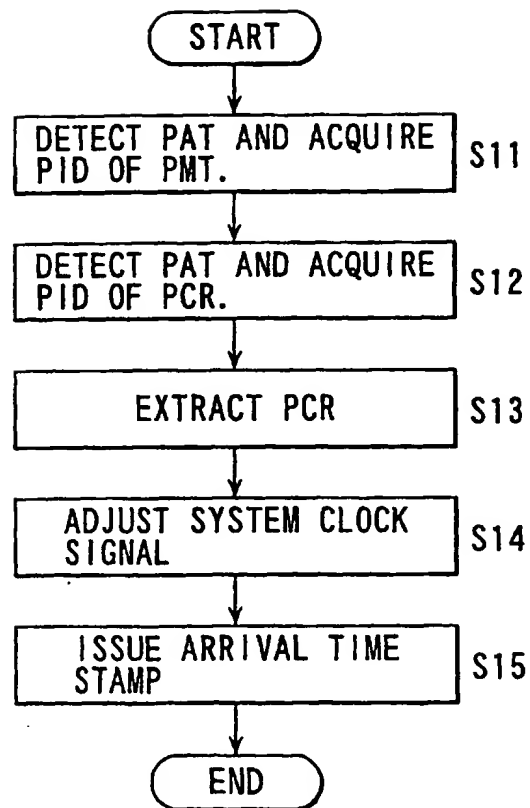 START
DETECT PAT AND ACQUIRE
PID OF PMT.
S11
DETECT PAT AND ACQUIRE
PID OF PCR.
S12
EXTRACT PCR
S13
ADJUST SYSTEM CLOCK
SIGNAL
S14
ISSUE ARRIVAL TIME
STAMP
S15
END